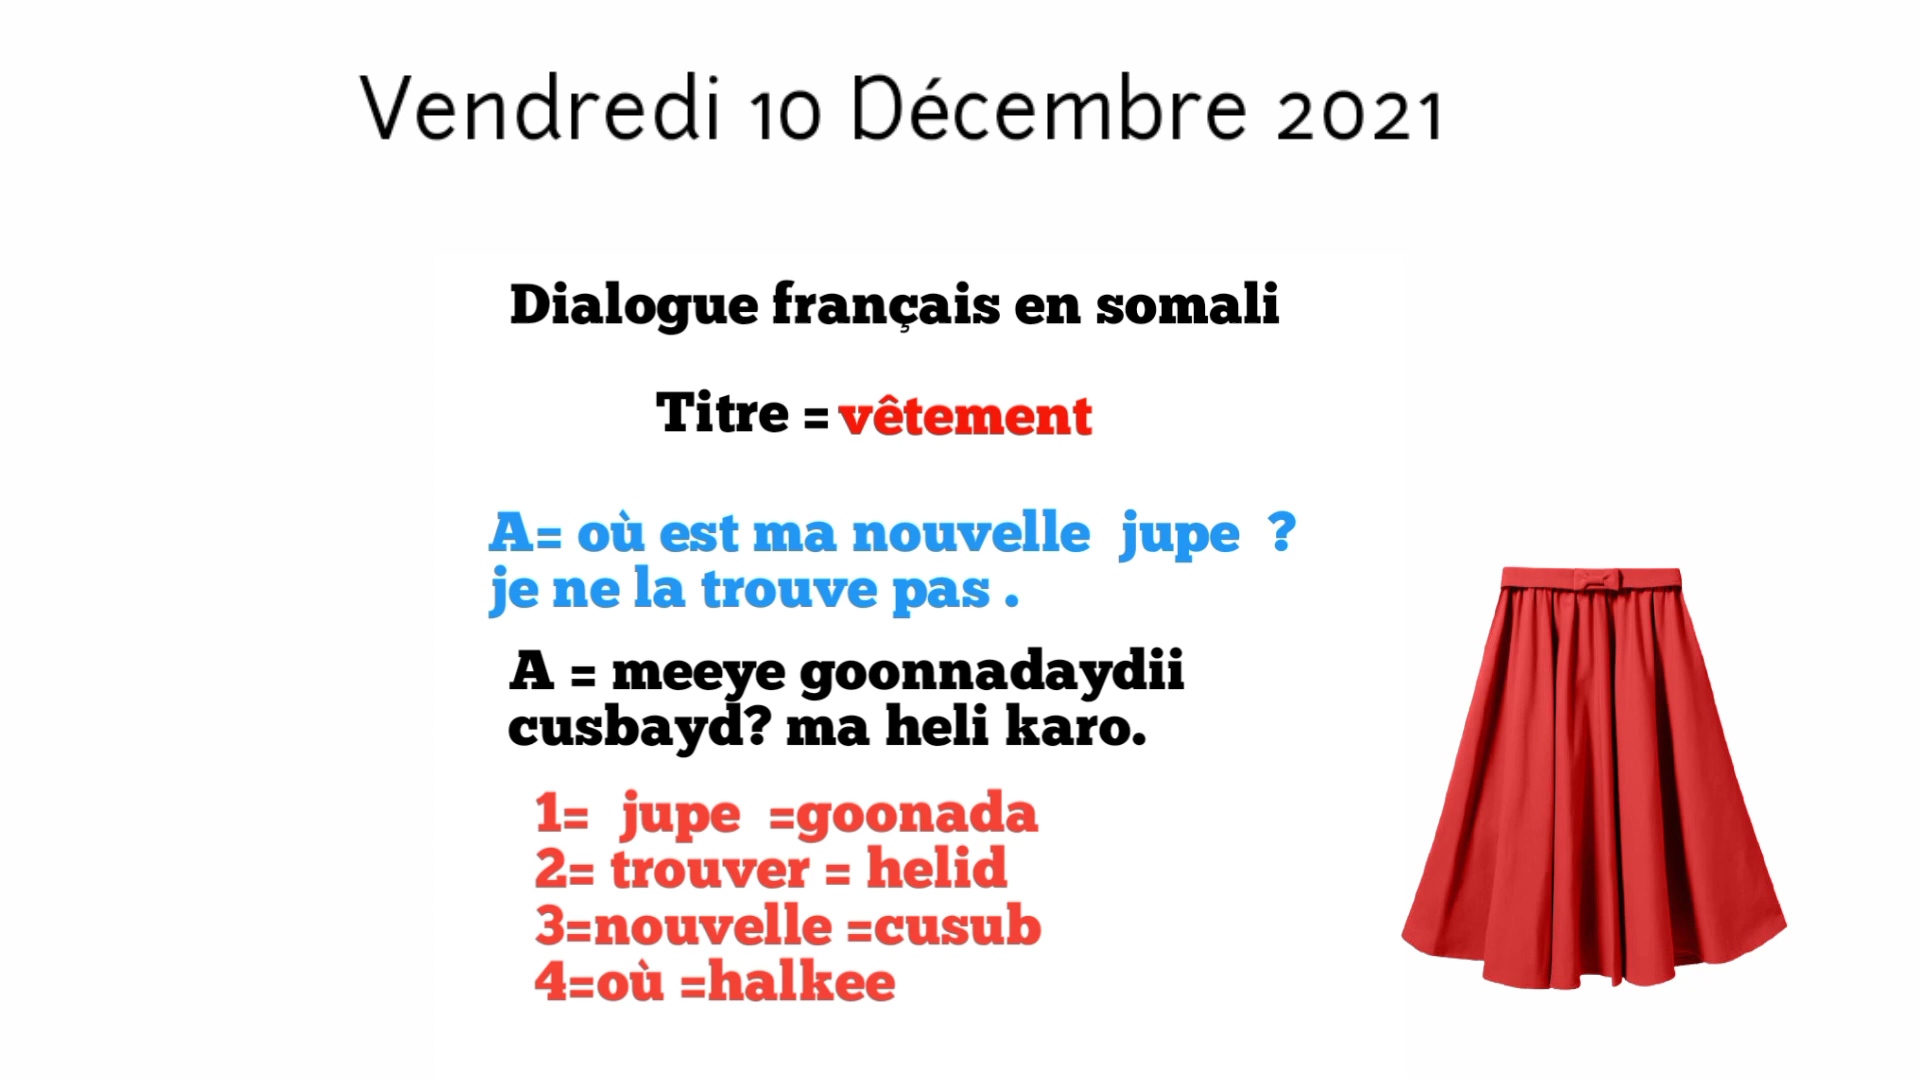 Vendredi 10 Décembre 2021
Dialogue français en somali
Titre = vêtement
A= où est ma nouvelle jupe ?
je ne la trouve pas .
A = meeye goonnadaydii
cusbayd? ma heli karo.
1= jupe =goonada
2= trouver = helid
3=nouvelle =cusub
4=où =halkee